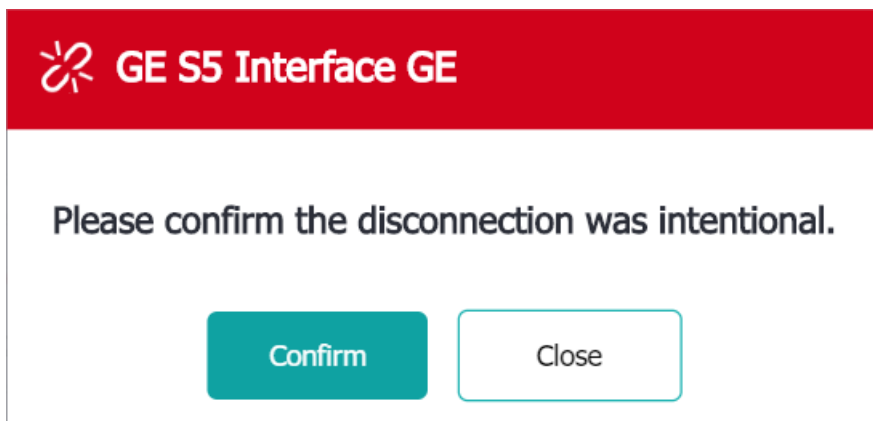 GE S5 Interface GE
Please confirm the disconnection was intentional.
Confirm
Close